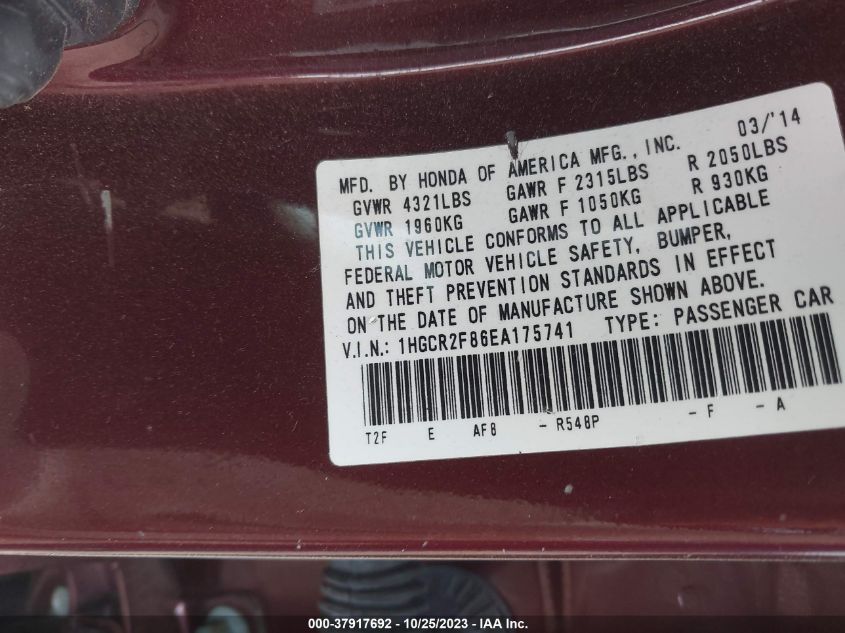 03/'14
MFD. BY HONDA OF AMERICA MFG., INC.
GVWR 4321LBS GAWR F 2315LBS R 2050LBS
GVWR 1960KG GAWR F 1050KG R 930KG
THIS VEHICLE CONFORMS TO ALL APPLICABLE
FEDERAL MOTOR VEHICLE SAFETY, BUMPER,
AND THEFT PREVENTION STANDARDS IN EFFECT
ON THE DATE OF MANUFACTURE SHOWN ABOVE.
V.I.N.: 1HGCR2F86EA175741 TYPE: PASSENGER CAR
T2F E AF8 - R548P - F - A
000-37917692 - 10/25/2023 - IAA Inc.